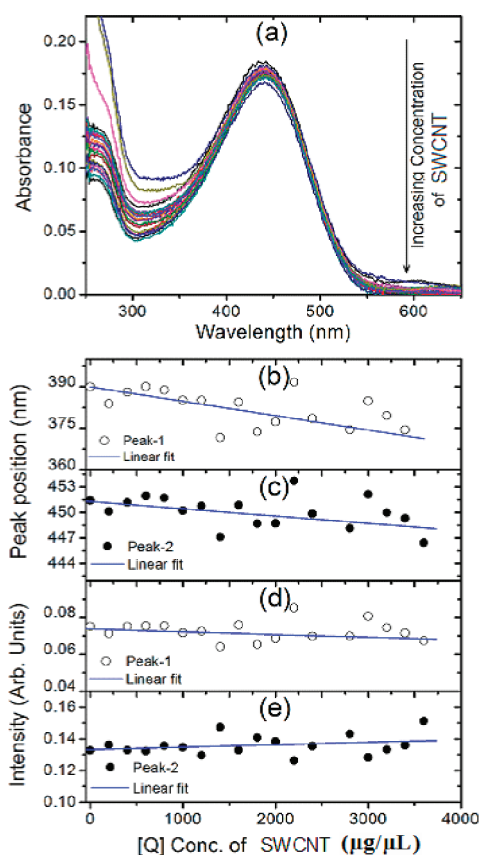 (a)
0.20
0.15
0.10
0.05
0.00
Absorbance
Increasing Concentration
of SWCNT
300
400
500
600
Wavelength (nm)
(b)
390
375
360
Peak-1
Linear fit
(c)
453
450
447
444
Peak-2
Linear fit
Peak position (nm)
(d)
0.08
0.06
0.04
Peak-1
Linear fit
(e)
0.16
0.14
0.12
0.10
Peak-2
Linear fit
Intensity (Arb. Units)
0
1000
2000
3000
4000
[Q] Conc. of SWCNT (µg/µL)